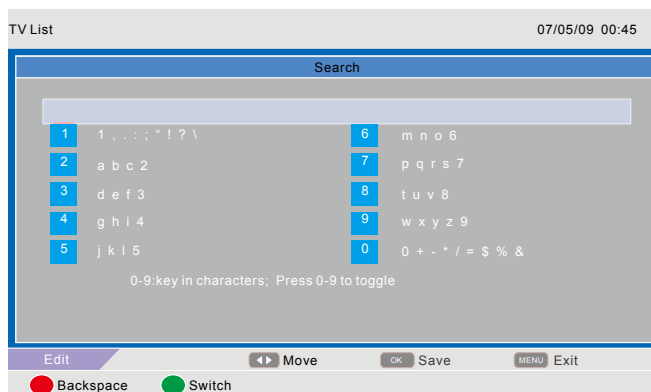 TV List 07/05/09 00:45
Search
1 1 , . : ; " ! ? \ 6 m n o 6
2 a b c 2 7 p q r s 7
3 d e f 3 8 t u v 8
4 g h i 4 9 w x y z 9
5 j k l 5 0 0 + - * / = $ % &
0-9:key in characters; Press 0-9 to toggle
Edit Move OK Save MENU Exit
Backspace Switch